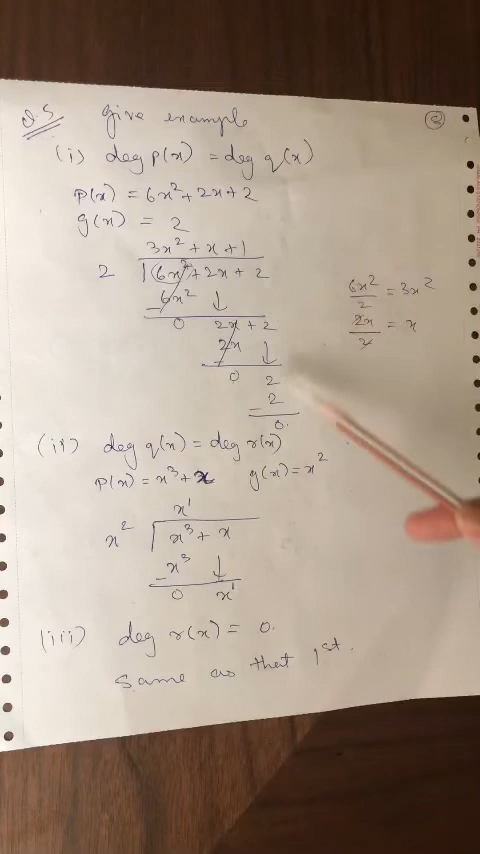 Q.5 Give example (3)
(i) deg p(x) = deg q(x)
p(x) = 6x² + 2x + 2
g(x) = 2
3x² + x + 1
2 ) 6x² + 2x + 2
- 6x² ↓
0 2x + 2
2x ↓
0 2
- 2
0.
6x²/2 = 3x²
2x/2 = x
(ii) deg q(x) = deg r(x)
p(x) = x³ + x g(x) = x²
x¹
x² ) x³ + x
- x³ ↓
0 x¹
(iii) deg r(x) = 0.
Same as that 1st.